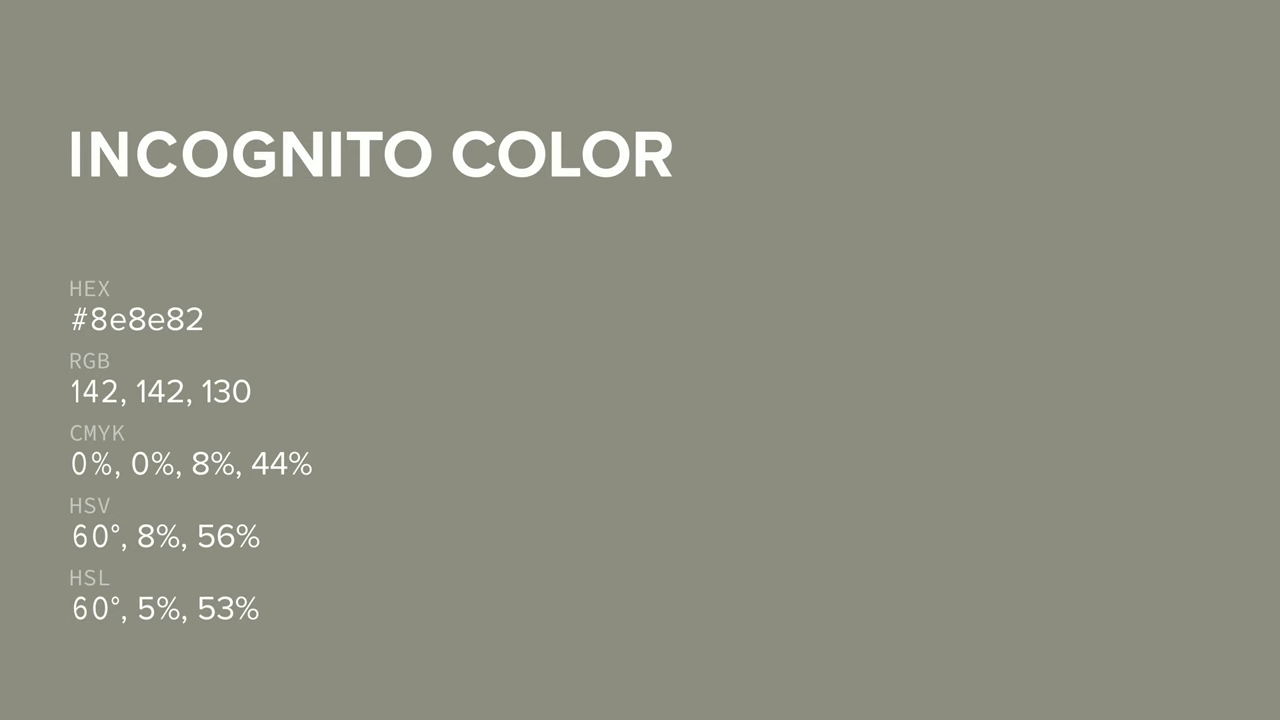 INCOGNITO COLOR
HEX
#8e8e82
RGB
142, 142, 130
CMYK
0%, 0%, 8%, 44%
HSV
60°, 8%, 56%
HSL
60°, 5%, 53%